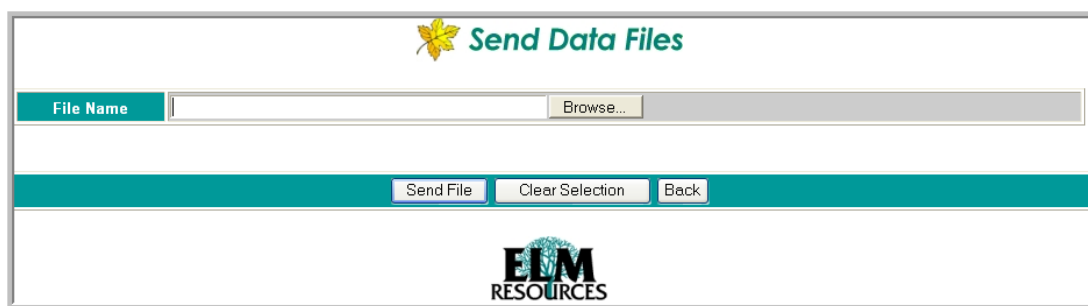 Send Data Files
File Name Browse...
Send File Clear Selection Back
ELM
RESOURCES